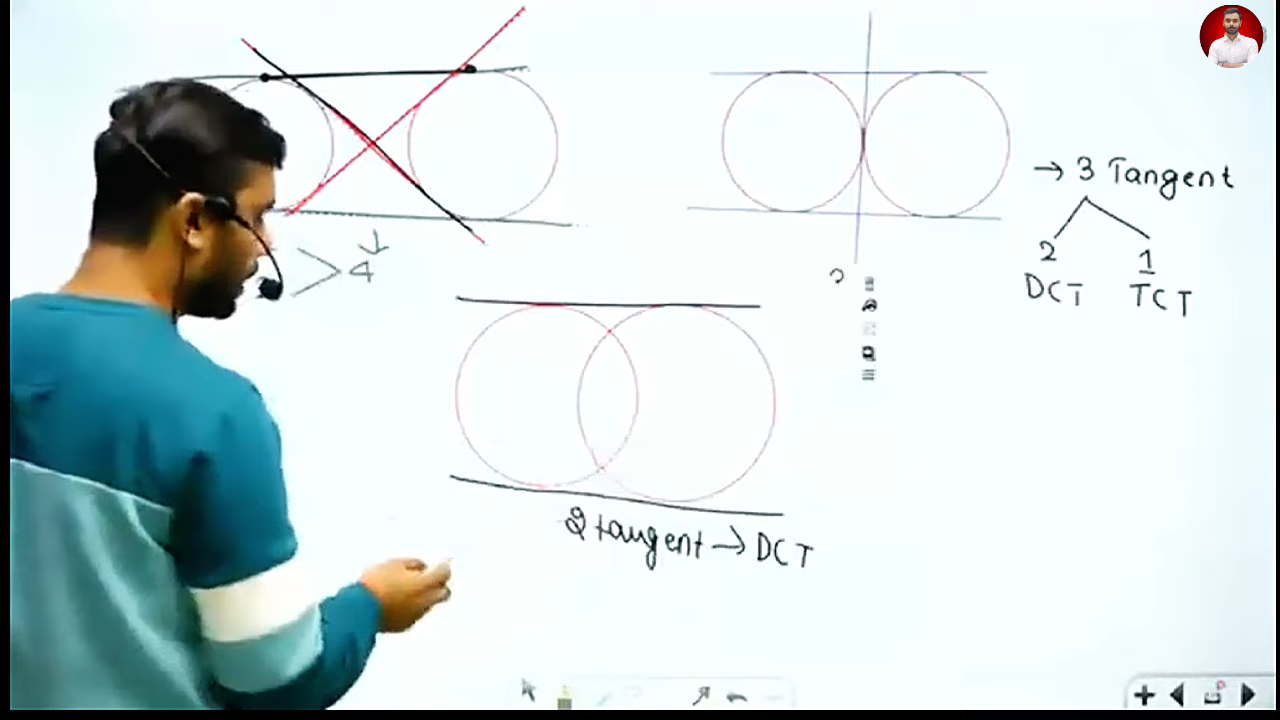 4
→ 3 Tangent
2 1
DCT TCT
2 tangent → DCT